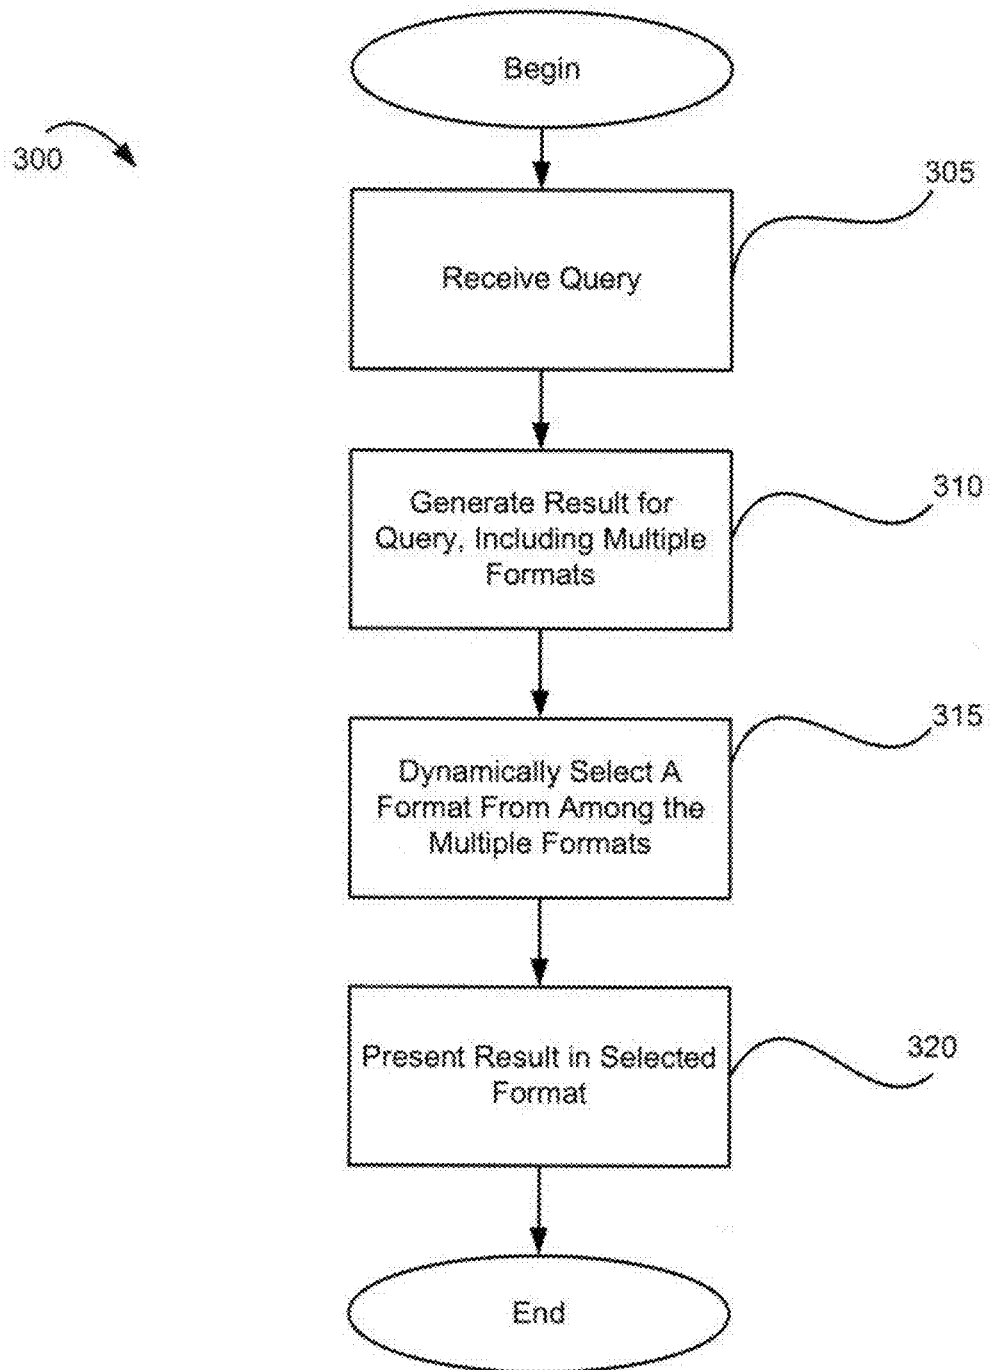 Begin
300
305
Receive Query
310
Generate Result for
Query, Including Multiple
Formats
315
Dynamically Select A
Format From Among the
Multiple Formats
320
Present Result in Selected
Format
End